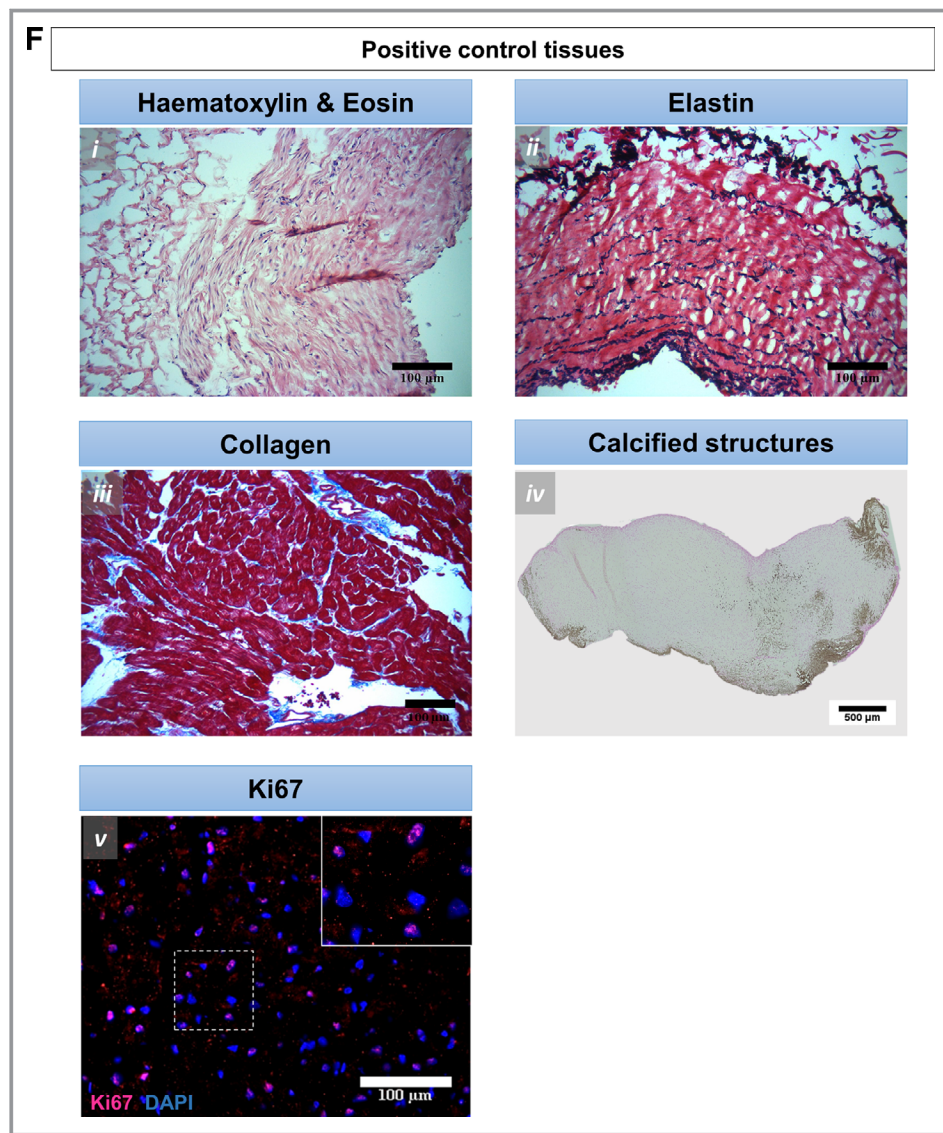 F
Positive control tissues
Haematoxylin & Eosin
Elastin
i
ii
100 µm
100 µm
Collagen
Calcified structures
iii
iv
100 µm
500 µm
Ki67
v
100 µm
Ki67 DAPI